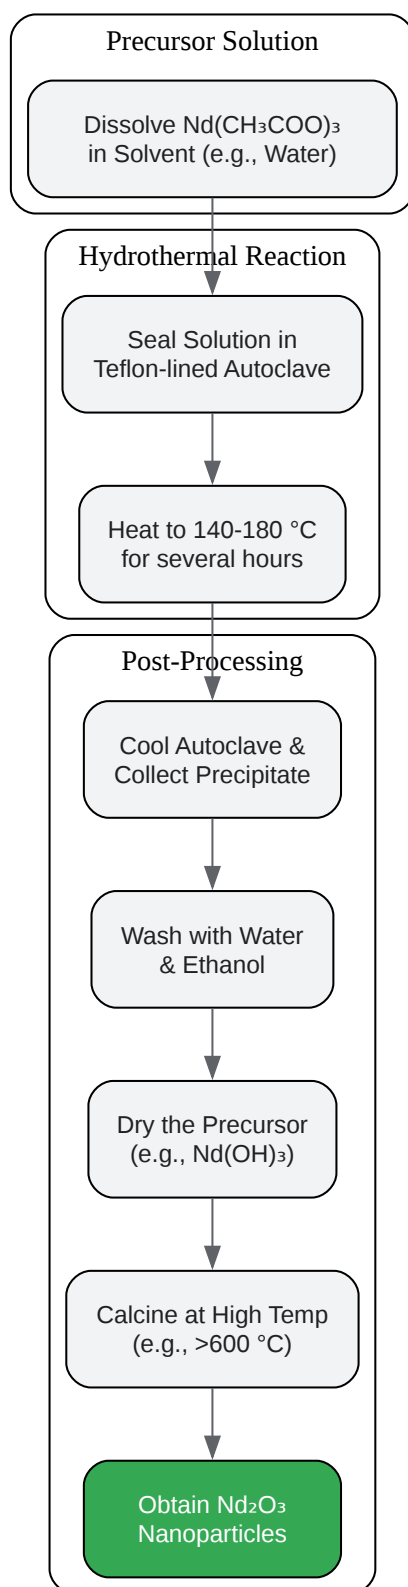 Precursor Solution
Dissolve Nd(CH₃COO)₃
in Solvent (e.g., Water)
Hydrothermal Reaction
Seal Solution in
Teflon-lined Autoclave
Heat to 140-180 °C
for several hours
Post-Processing
Cool Autoclave &
Collect Precipitate
Wash with Water
& Ethanol
Dry the Precursor
(e.g., Nd(OH)₃)
Calcine at High Temp
(e.g., >600 °C)
Obtain Nd₂O₃
Nanoparticles